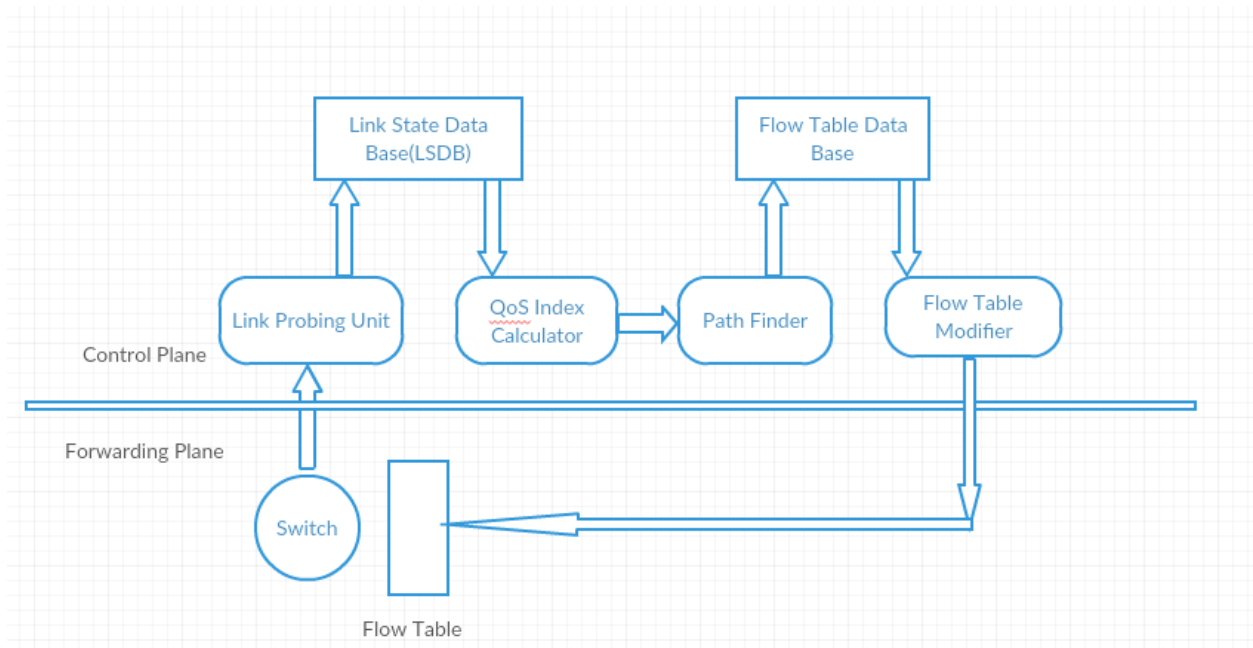 Link State Data
Base(LSDB)
Flow Table Data
Base
Link Probing Unit
QoS Index
Calculator
Path Finder
Flow Table
Modifier
Control Plane
Forwarding Plane
Switch
Flow Table